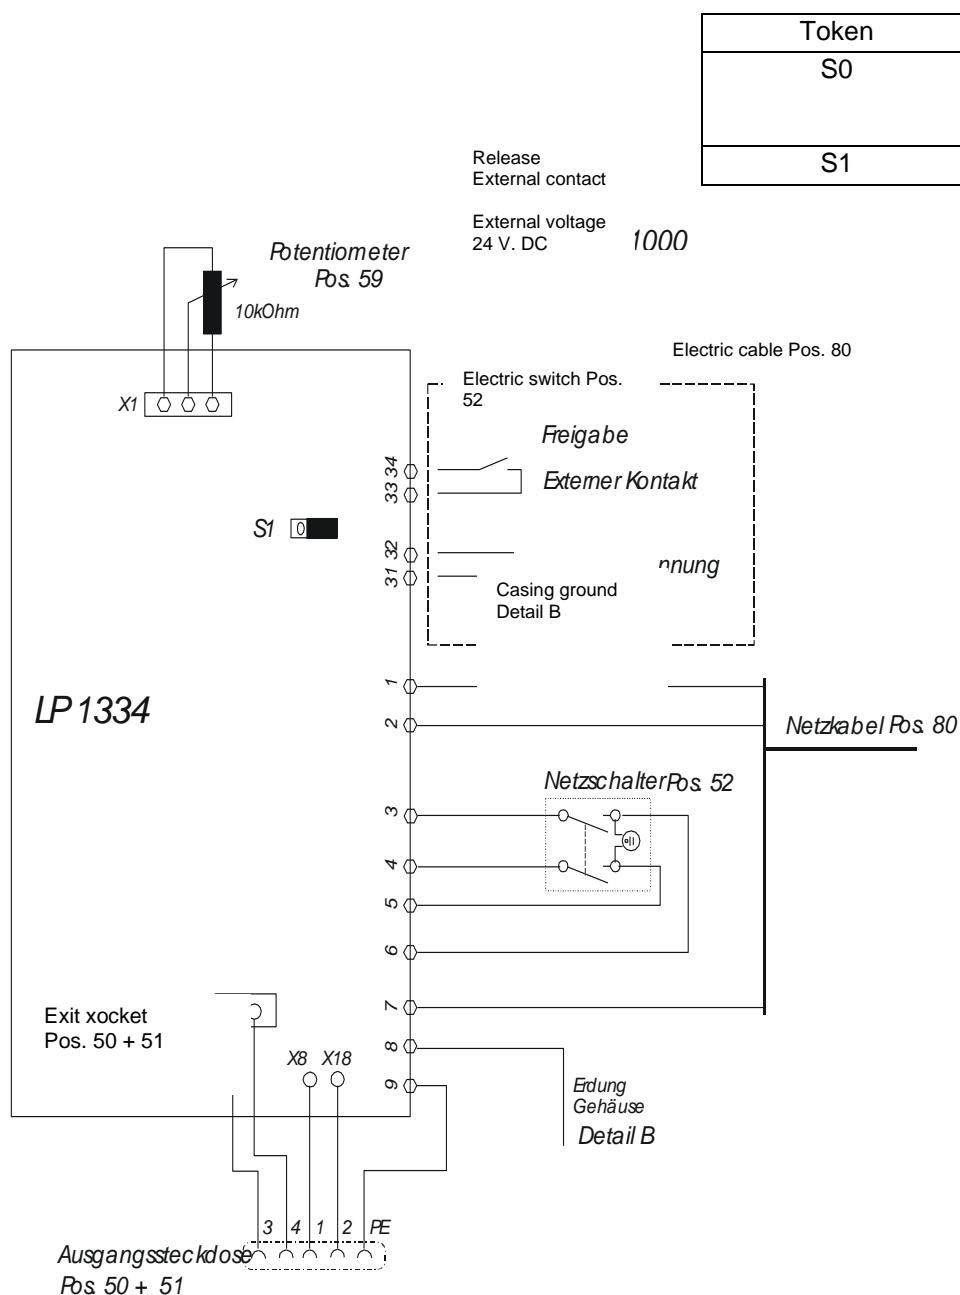 Token
S0
S1
Release
External contact
External voltage
24 V. DC
1000
Potentiometer
Pos. 59
10kOhm
Electric cable Pos. 80
Electric switch Pos.
52
X1
Freigabe
34
33
Externer Kontakt
S1
0
32
31
nnung
Casing ground
Detail B
1
LP 1334
2
Netzkabel Pos. 80
Netzschalter Pos. 52
3
4
5
6
7
Exit xocket
Pos. 50 + 51
8
X8 X18
9
Erdung
Gehäuse
Detail B
3 4 1 2 PE
Ausgangssteckdose
Pos. 50 + 51